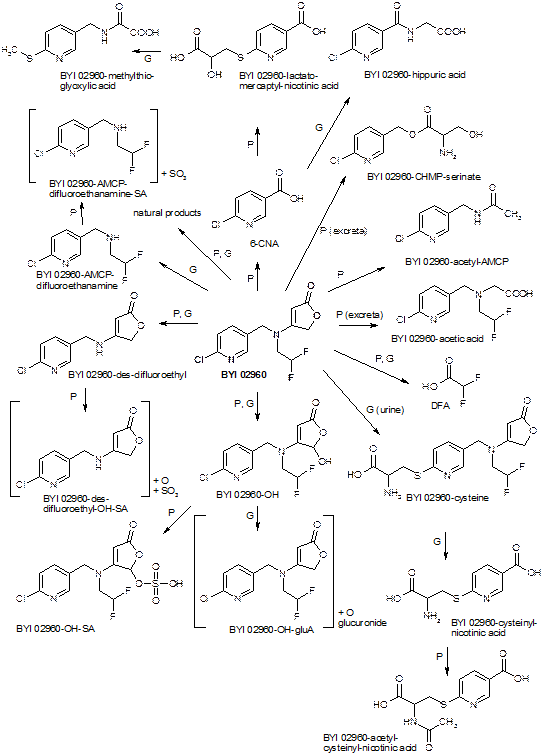 BYI 02960-methylthio-
glyoxylic acid
G
BYI 02960-lactato-
mercaptyl-nicotinic acid
BYI 02960-hippuric acid
P
G
BYI 02960-AMCP-
difluoroethanamine-SA
+ SO3
BYI 02960-CHMP-serinate
P
natural products
6-CNA
P (excreta)
BYI 02960-AMCP-
difluoroethanamine
G
P, G
P
P
BYI 02960-acetyl-AMCP
P, G
BYI 02960-des-difluoroethyl
BYI 02960
P (excreta)
BYI 02960-acetic acid
P, G
DFA
P
P, G
G (urine)
BYI 02960-des-
difluoroethyl-OH-SA
+ O
+ SO3
BYI 02960-OH
BYI 02960-cysteine
P
G
G
BYI 02960-OH-SA
BYI 02960-OH-gluA
+ O
glucuronide
BYI 02960-cysteinyl-
nicotinic acid
P
BYI 02960-acetyl-
cysteinyl-nicotinic acid